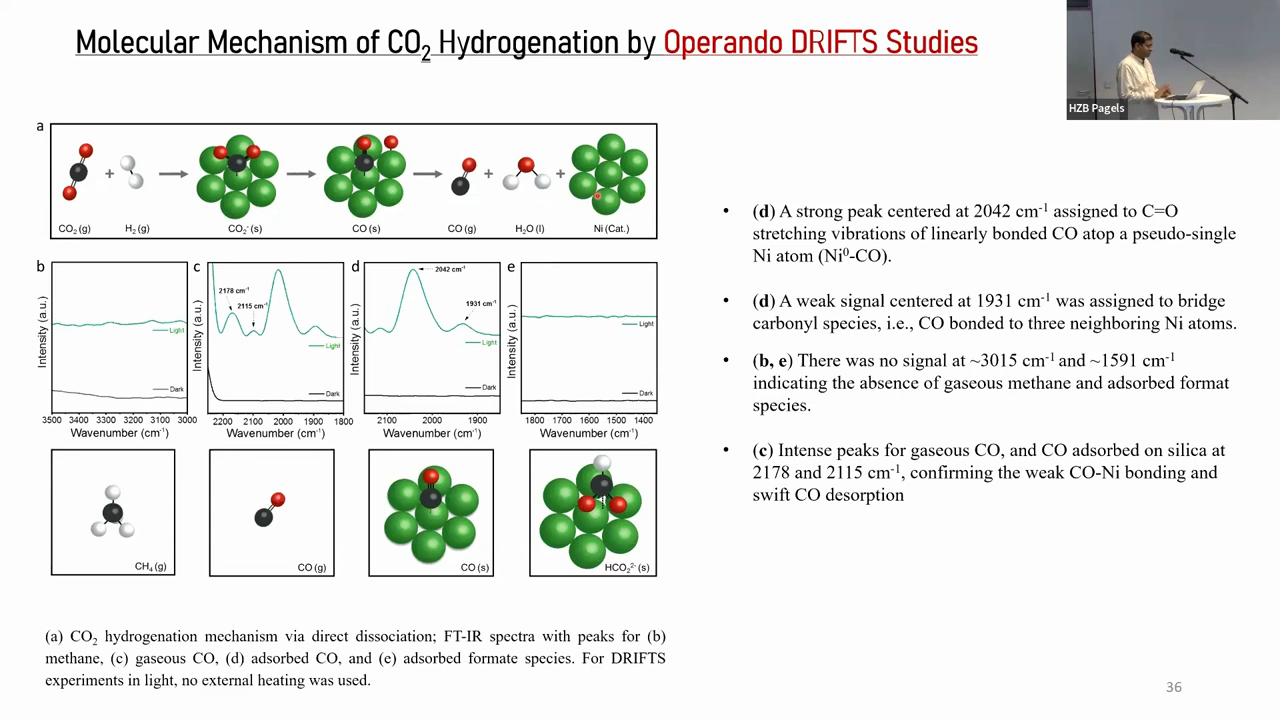 Molecular Mechanism of CO₂ Hydrogenation by Operando DRIFTS Studies
HZB Pagels
a
+
+
+
CO₂ (g)
H₂ (g)
CO₂⁻ (s)
CO (s)
CO (g)
H₂O (l)
Ni (Cat.)
b
Intensity (a.u.)
Light
Dark
3500 3400 3300 3200 3100 3000
Wavenumber (cm⁻¹)
c
Intensity (a.u.)
2178 cm⁻¹
2115 cm⁻¹
Light
Dark
2200 2100 2000 1900 1800
Wavenumber (cm⁻¹)
d
Intensity (a.u.)
2042 cm⁻¹
1931 cm⁻¹
Light
Dark
2100 2000 1900
Wavenumber (cm⁻¹)
e
Intensity (a.u.)
Light
Dark
1800 1700 1600 1500 1400
Wavenumber (cm⁻¹)
CH₄ (g)
CO (g)
CO (s)
HCO₂²⁻ (s)
(a) CO₂ hydrogenation mechanism via direct dissociation; FT-IR spectra with peaks for (b)
methane, (c) gaseous CO, (d) adsorbed CO, and (e) adsorbed formate species. For DRIFTS
experiments in light, no external heating was used.
• (d) A strong peak centered at 2042 cm⁻¹ assigned to C=O
stretching vibrations of linearly bonded CO atop a pseudo-single
Ni atom (Ni⁰-CO).
• (d) A weak signal centered at 1931 cm⁻¹ was assigned to bridge
carbonyl species, i.e., CO bonded to three neighboring Ni atoms.
• (b, e) There was no signal at ~3015 cm⁻¹ and ~1591 cm⁻¹
indicating the absence of gaseous methane and adsorbed format
species.
• (c) Intense peaks for gaseous CO, and CO adsorbed on silica at
2178 and 2115 cm⁻¹, confirming the weak CO-Ni bonding and
swift CO desorption
36